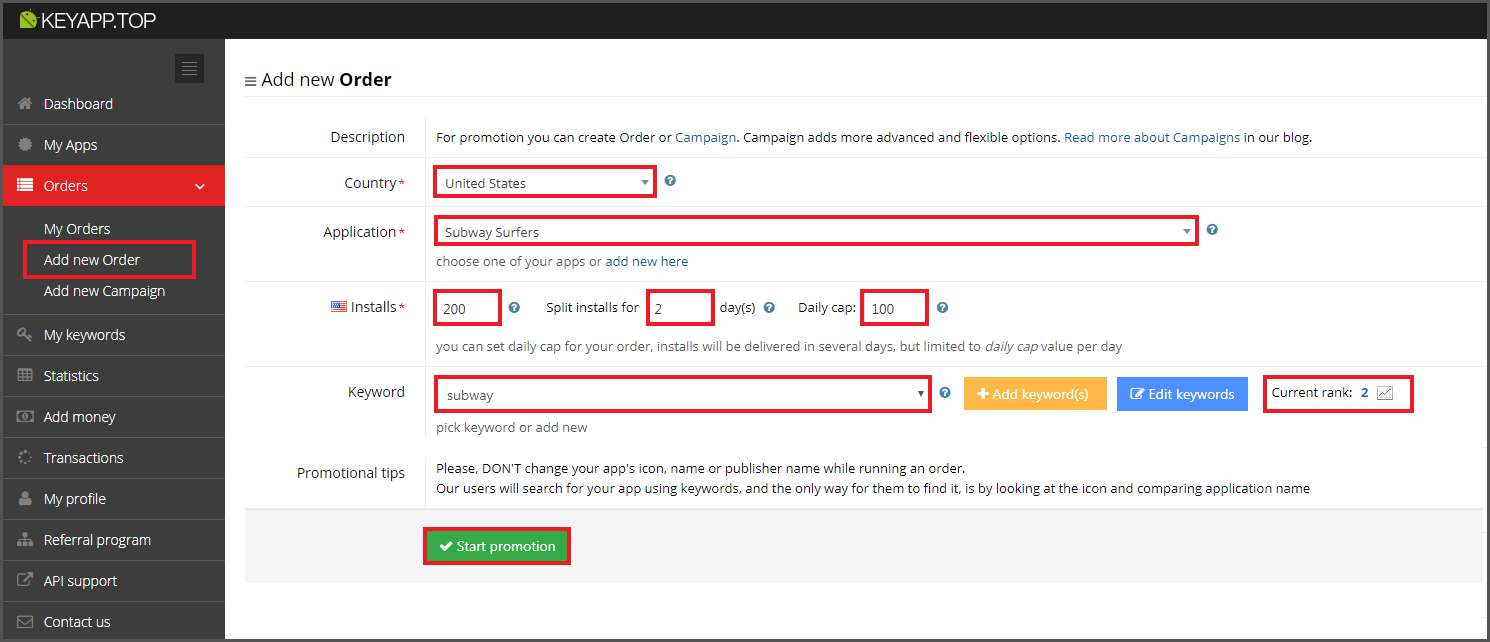 KEYAPP.TOP
Dashboard
My Apps
Orders
My Orders
Add new Order
Add new Campaign
My keywords
Statistics
Add money
Transactions
My profile
Referral program
API support
Contact us
Add new Order
Description For promotion you can create Order or Campaign. Campaign adds more advanced and flexible options. Read more about Campaigns in our blog.
Country* United States
Application* Subway Surfers
choose one of your apps or add new here
Installs* 200 Split installs for 2 day(s) Daily cap: 100
you can set daily cap for your order, installs will be delivered in several days, but limited to daily cap value per day
Keyword subway Add keyword(s) Edit keywords Current rank: 2
pick keyword or add new
Promotional tips Please, DON'T change your app's icon, name or publisher name while running an order.
Our users will search for your app using keywords, and the only way for them to find it, is by looking at the icon and comparing application name
Start promotion